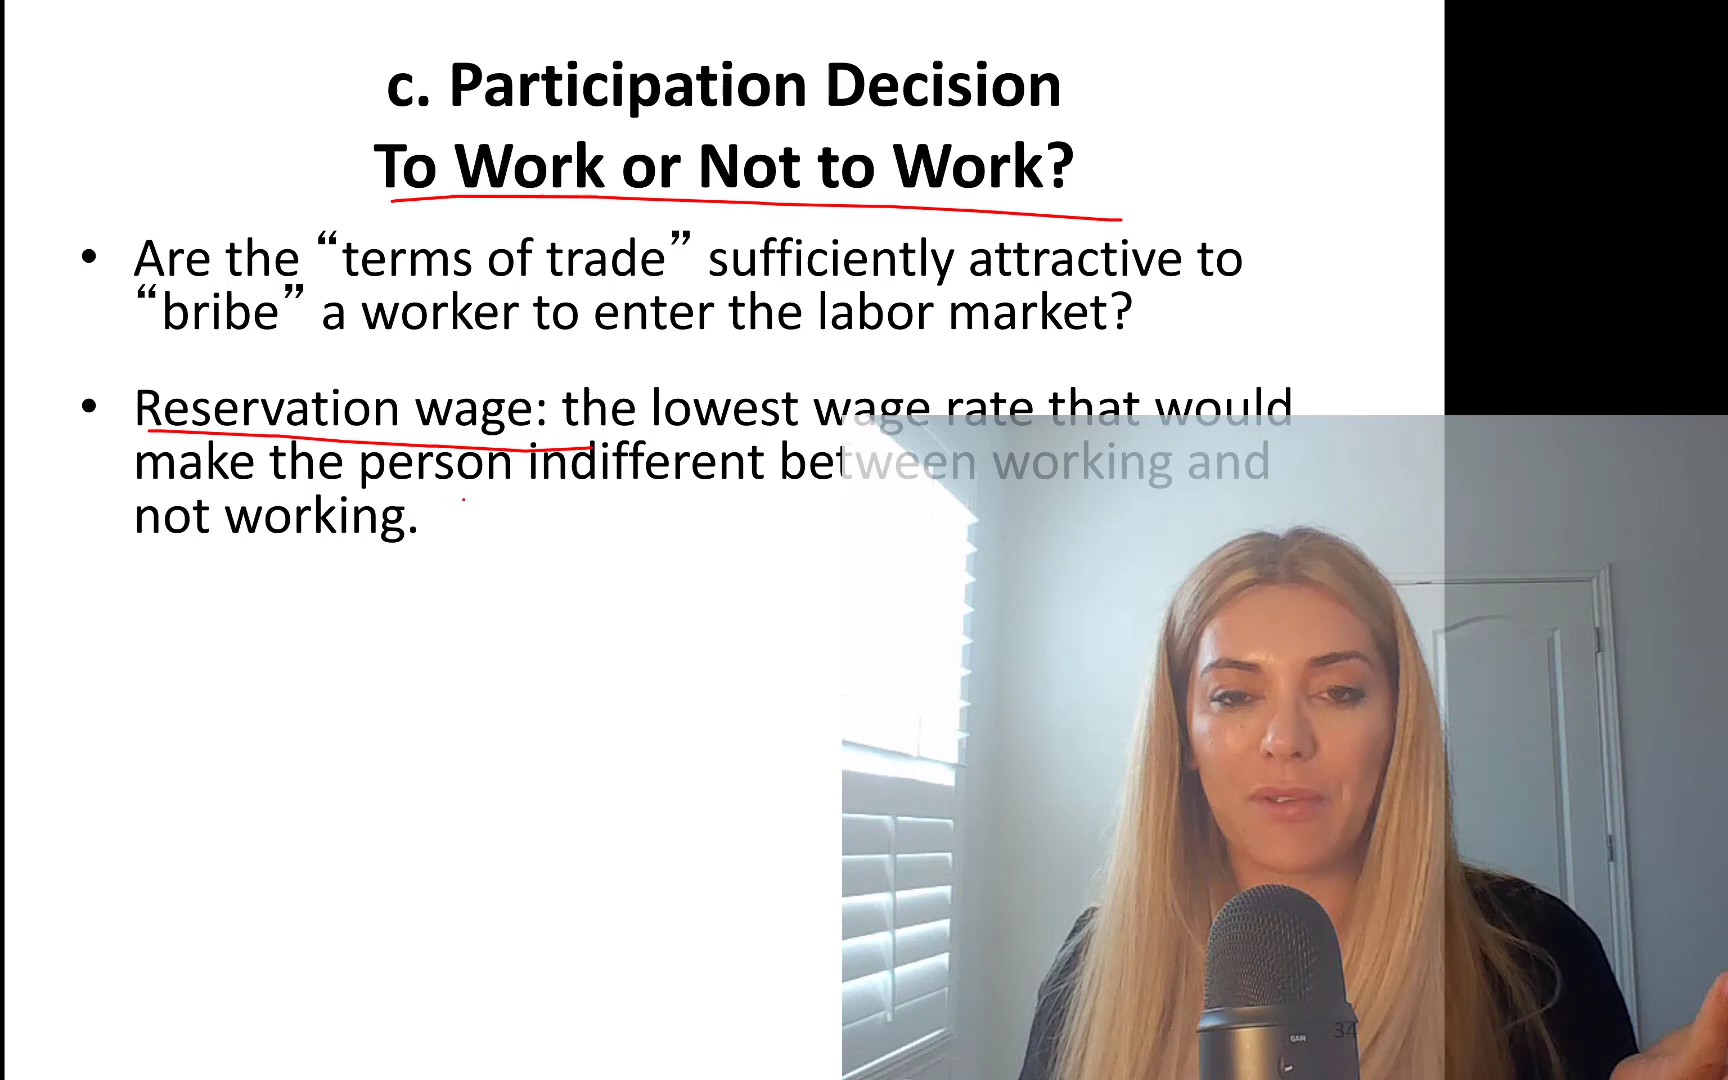 c. Participation Decision
To Work or Not to Work?
• Are the “terms of trade” sufficiently attractive to
“bribe” a worker to enter the labor market?
• Reservation wage: the lowest wage rate that would
make the person indifferent between working and
not working.
GAIN
34